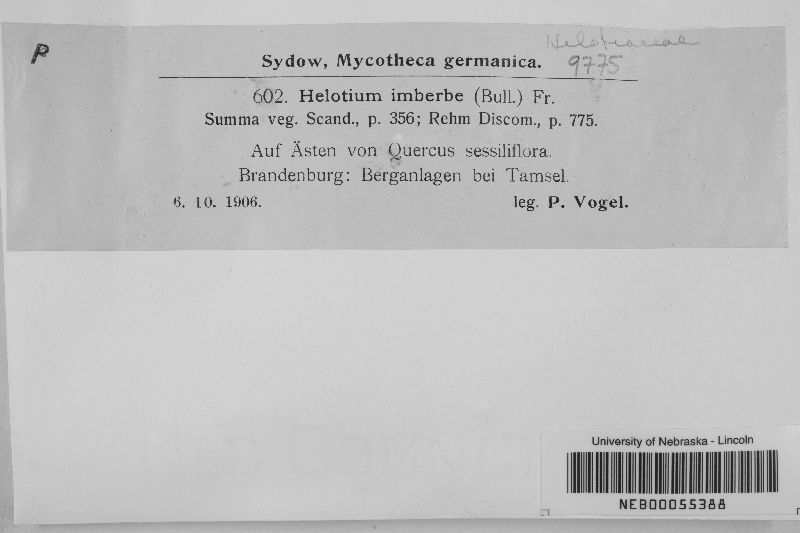 P
Helotiaceae
Sydow, Mycotheca germanica.
9775
602. Helotium imberbe (Bull.) Fr.
Summa veg. Scand., p. 356; Rehm Discom., p. 775.
Auf Ästen von Quercus sessiliflora.
Brandenburg: Berganlagen bei Tamsel.
6. 10. 1906. leg. P. Vogel.
University of Nebraska - Lincoln
NEB00055388